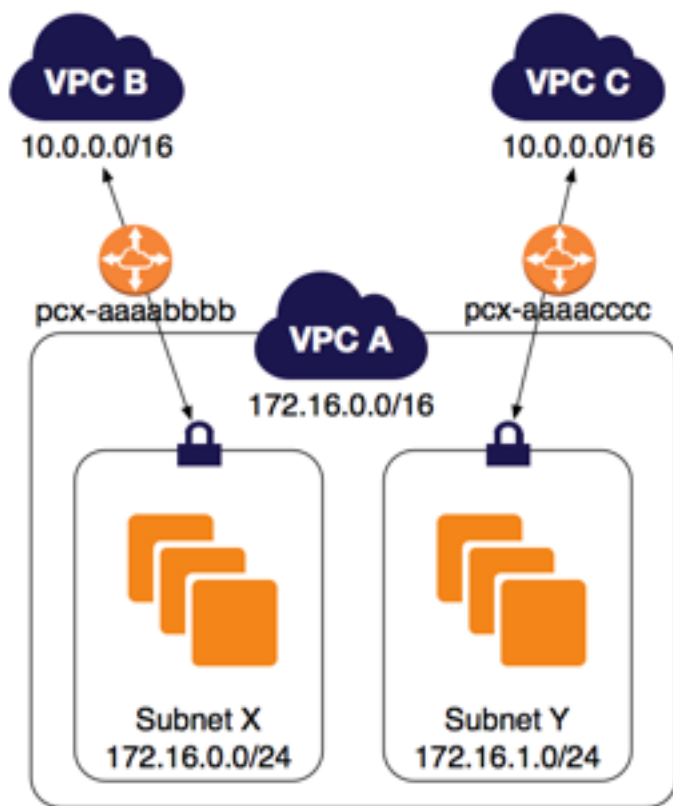 VPC B
10.0.0.0/16
VPC C
10.0.0.0/16
pcx-aaaabbbb
pcx-aaaacccc
VPC A
172.16.0.0/16
Subnet X
172.16.0.0/24
Subnet Y
172.16.1.0/24